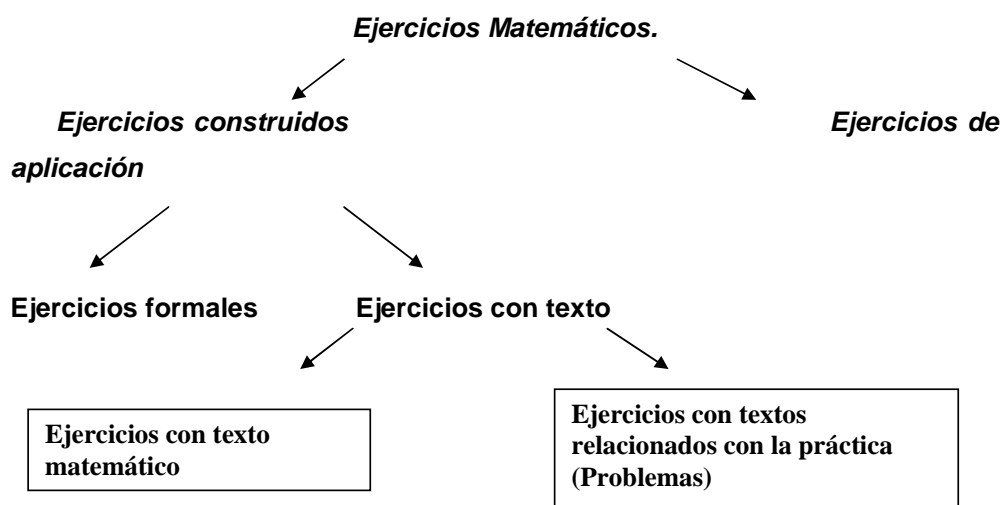 Ejercicios Matemáticos.
Ejercicios construidos Ejercicios de
aplicación
Ejercicios formales Ejercicios con texto
Ejercicios con texto
matemático
Ejercicios con textos
relacionados con la práctica
(Problemas)